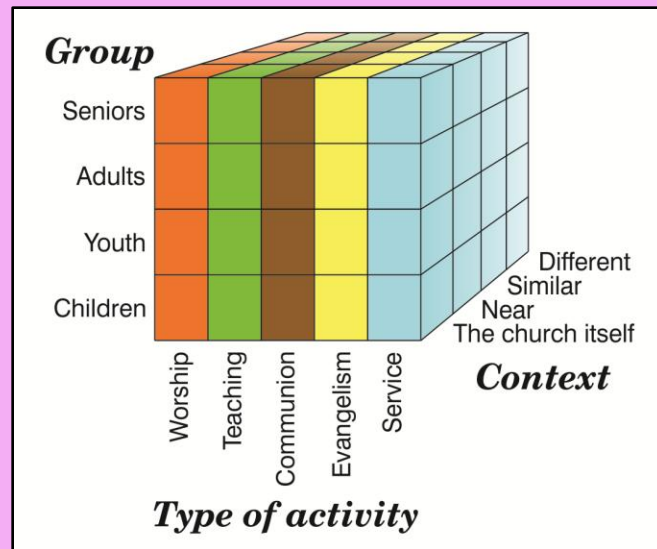 Group
Seniors
Adults
Youth
Children
Different
Similar
Near
The church itself
Context
Worship
Teaching
Communion
Evangelism
Service
Type of activity